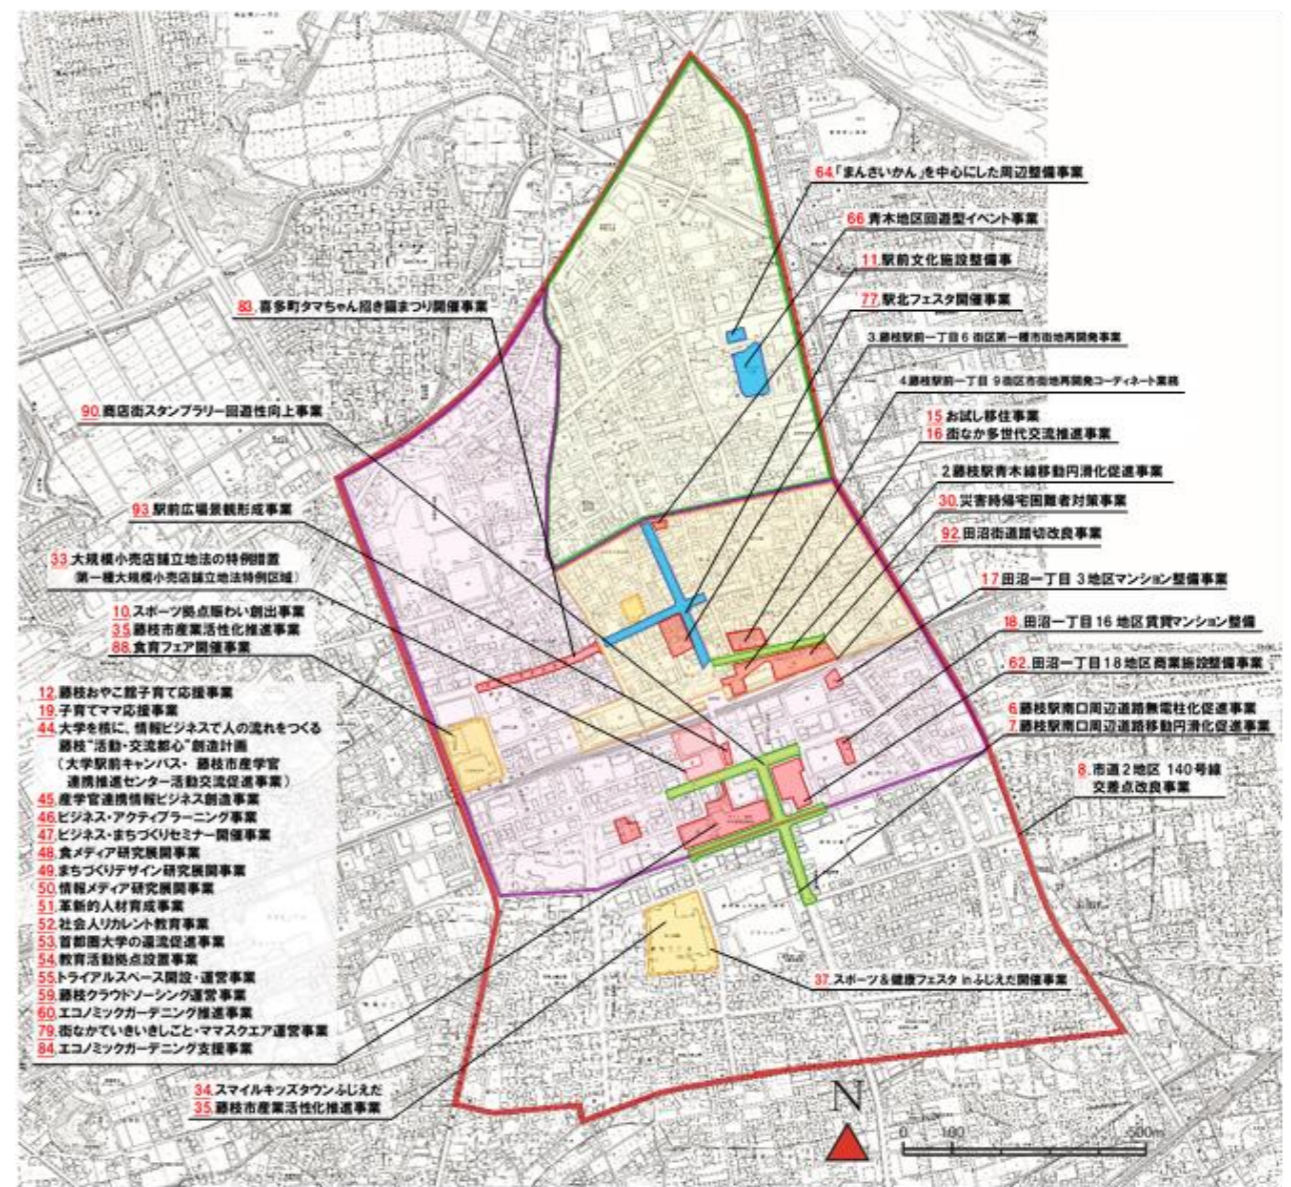 64.「まんさいかん」を中心にした周辺整備事業
66 青木地区回遊型イベント事業
11.駅前文化施設整備事
77.駅北フェスタ開催事業
83.喜多町タマちゃん招き猫まつり開催事業
3.藤枝駅前一丁目6街区第一種市街地再開発事業
4.藤枝駅前一丁目 9街区市街地再開発コーディネート業務
90.商店街スタンプラリー回遊性向上事業
15.お試し移住事業
16 街なか多世代交流推進事業
2.藤枝駅青木線移動円滑化促進事業
93.駅前広場景観形成事業
30.災害時帰宅困難者対策事業
92.田沼街道踏切改良事業
33.大規模小売店舗立地法の特例措置
(第一種大規模小売店舗立地法特例区域)
17.田沼一丁目 3地区マンション整備事業
10.スポーツ拠点賑わい創出事業
35.藤枝市産業活性化推進事業
88.食育フェア開催事業
18.田沼一丁目16地区賃貸マンション整備
62.田沼一丁目18地区商業施設整備事業
12.藤枝おやこ館子育て応援事業
19.子育てママ応援事業
44.大学を核に、情報ビジネスで人の流れをつくる
藤枝“活動・交流都心”創造計画
(大学駅前キャンパス・ 藤枝市産学官
連携推進センター活動交流促進事業)
45.産学官連携情報ビジネス創造事業
46.ビジネス・アクティブラーニング事業
47.ビジネス・まちづくりセミナー開催事業
48.食メディア研究展開事業
49.まちづくりデザイン研究展開事業
50.情報メディア研究展開事業
51.革新的人材育成事業
52.社会人リカレント教育事業
53.首都圏大学の還流促進事業
54.教育活動拠点設置事業
55.トライアルスペース開設・運営事業
59.藤枝クラウドソーシング運営事業
60.エコノミックガーデニング推進事業
79.街なかでいきいきしごと・ママスクエア運営事業
84.エコノミックガーデニング支援事業
6.藤枝駅南口周辺道路無電柱化促進事業
7.藤枝駅南口周辺道路移動円滑化促進事業
8.市道2地区 140号線
交差点改良事業
37.スポーツ&健康フェスタ inふじえだ開催事業
34.スマイルキッズタウンふじえだ
35.藤枝市産業活性化推進事業
N
0 100 500m